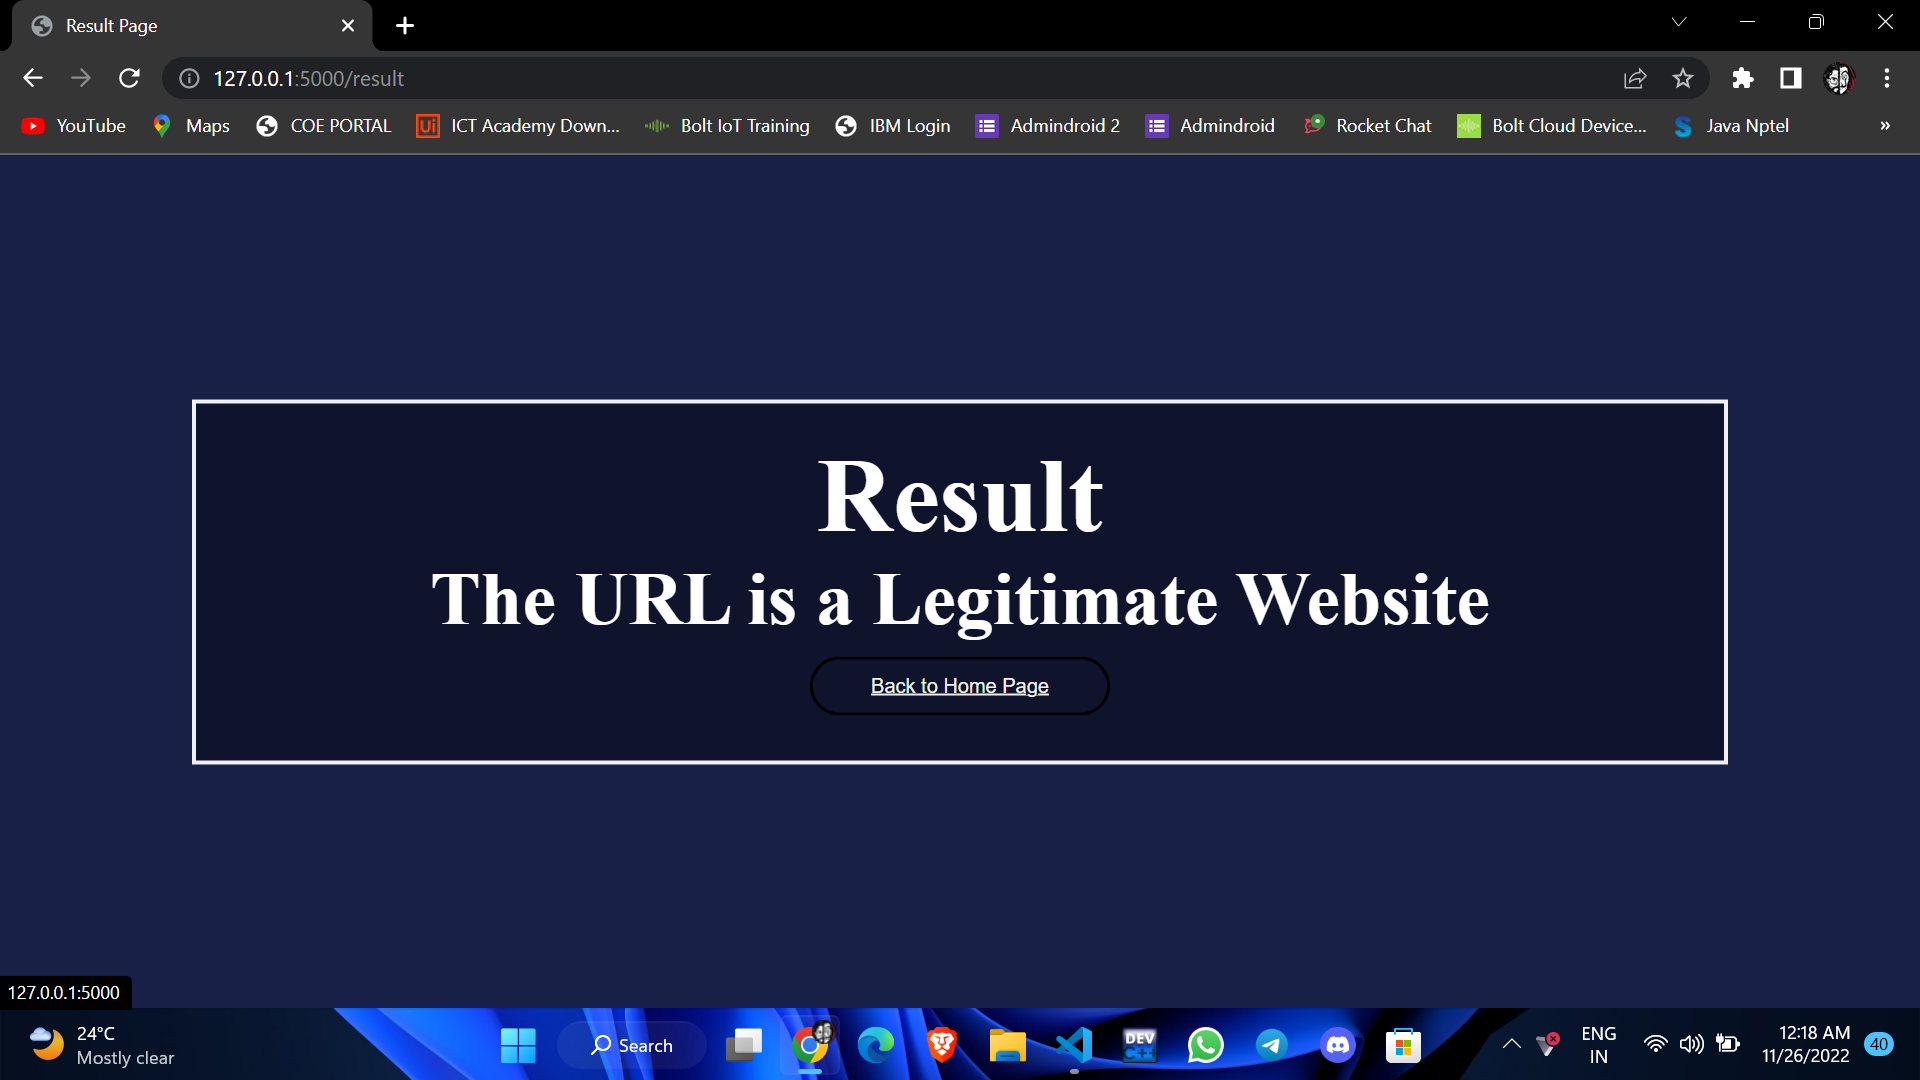 Result Page
127.0.0.1:5000/result
YouTube Maps COE PORTAL Ui ICT Academy Down... Bolt IoT Training IBM Login Admindroid 2 Admindroid Rocket Chat Bolt Cloud Device... Java Nptel »
Result
The URL is a Legitimate Website
Back to Home Page
127.0.0.1:5000
24°C
Mostly clear
Search
DEV
C++
ENG
IN
12:18 AM
11/26/2022
40